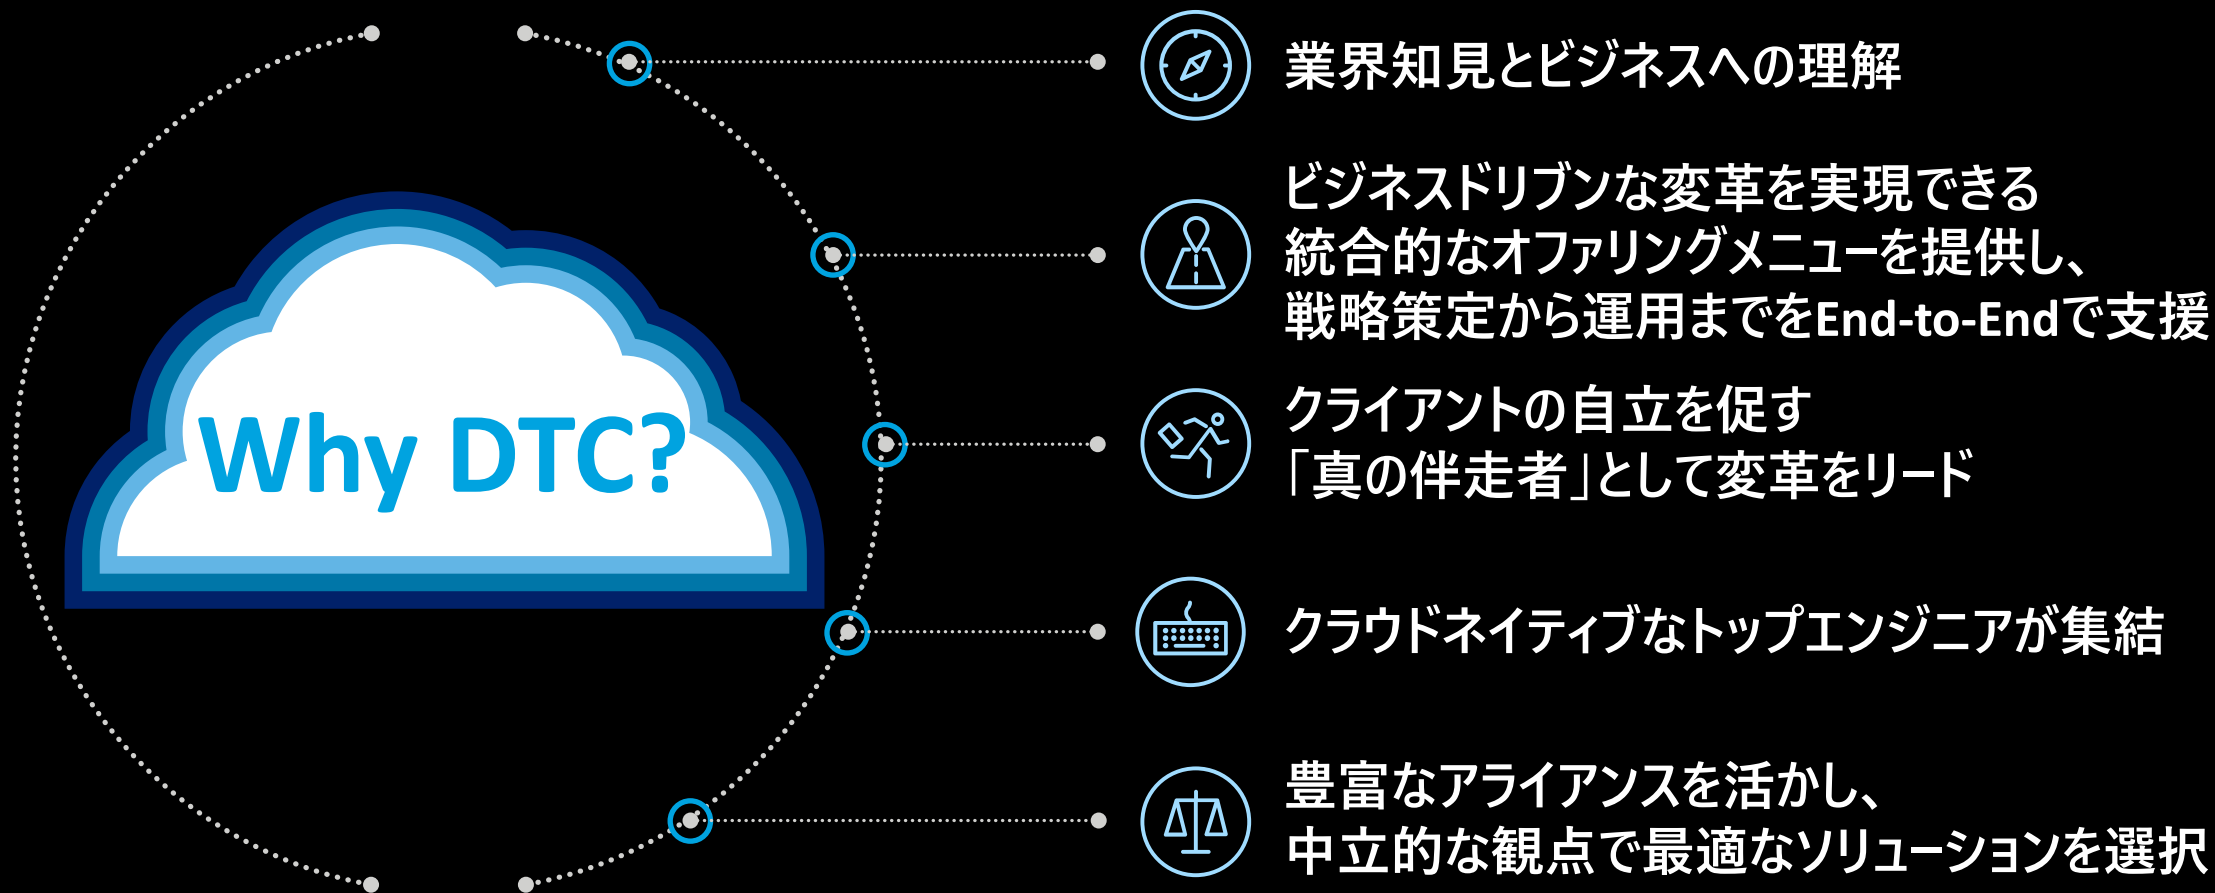 Why DTC?
業界知見とビジネスへの理解
ビジネスドリブンな変革を実現できる
統合的なオファリングメニューを提供し、
戦略策定から運用までをEnd-to-Endで支援
クライアントの自立を促す
「真の伴走者」として変革をリード
クラウドネイティブなトップエンジニアが集結
豊富なアライアンスを活かし、
中立的な観点で最適なソリューションを選択